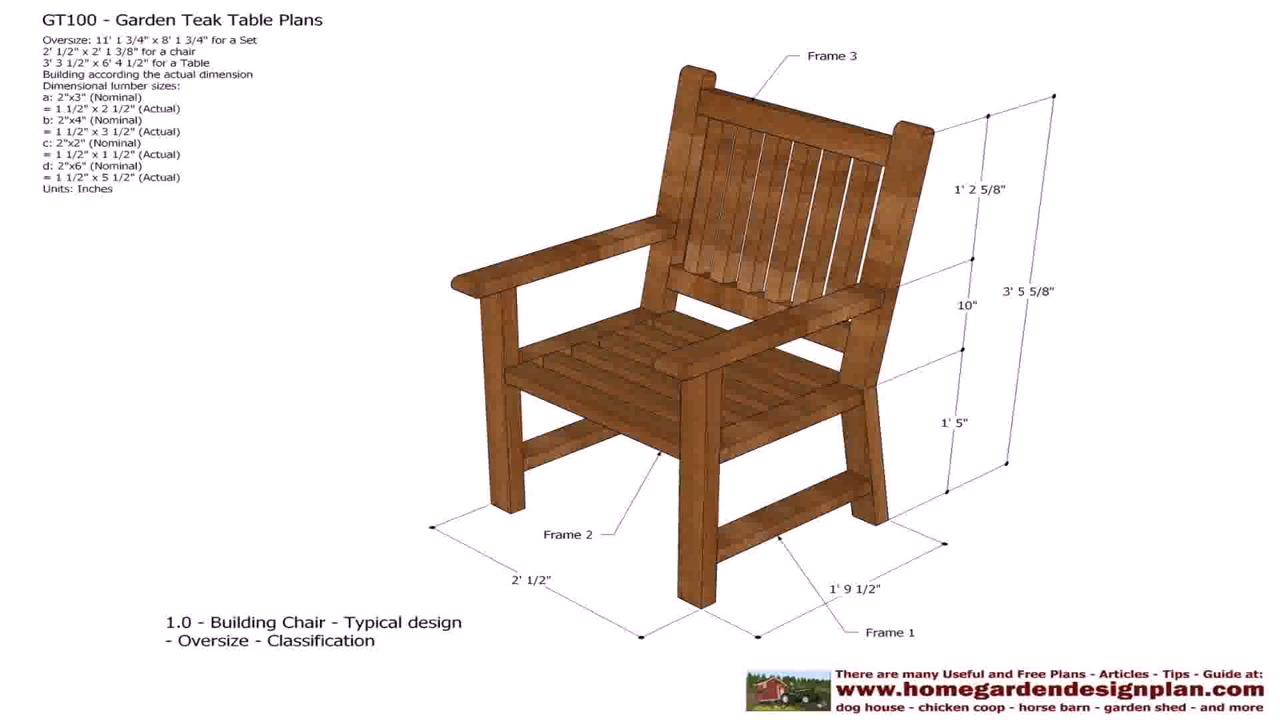 GT100 - Garden Teak Table Plans
Oversize: 11' 1 3/4" x 8' 1 3/4" for a Set
2' 1/2" x 2' 1 3/8" for a chair
3' 3 1/2" x 6' 4 1/2" for a Table
Building according the actual dimension
Dimensional lumber sizes:
a: 2"x3" (Nominal)
= 1 1/2" x 2 1/2" (Actual)
b: 2"x4" (Nominal)
= 1 1/2" x 3 1/2" (Actual)
c: 2"x2" (Nominal)
= 1 1/2" x 1 1/2" (Actual)
d: 2"x6" (Nominal)
= 1 1/2" x 5 1/2" (Actual)
Units: Inches
Frame 3
1' 2 5/8"
3' 5 5/8"
10"
1' 5"
Frame 2
2' 1/2"
1' 9 1/2"
Frame 1
1.0 - Building Chair - Typical design
- Oversize - Classification
There are many Useful and Free Plans - Articles - Tips - Guide at:
www.homegardendesignplan.com
dog house - chicken coop - horse barn - garden shed - and more